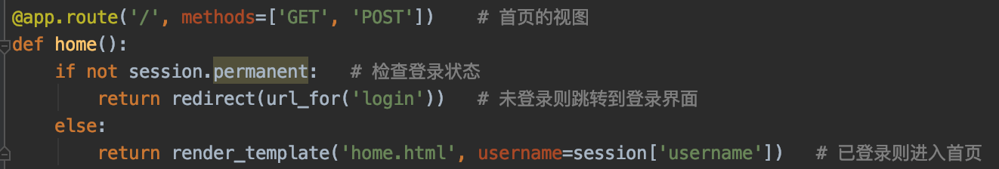 @app.route('/', methods=['GET', 'POST'])    # 首页的视图
def home():
    if not session.permanent:   # 检查登录状态
        return redirect(url_for('login'))   # 未登录则跳转到登录界面
    else:
        return render_template('home.html', username=session['username'])   # 已登录则进入首页